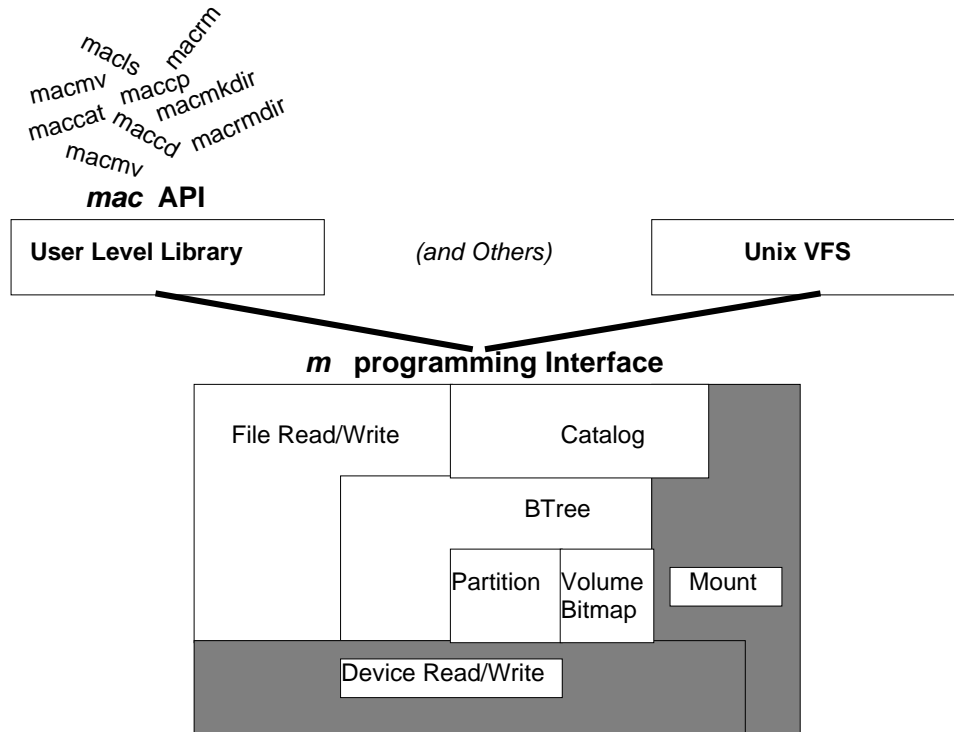 macls
macrm
macmv
maccp
macmkdir
maccat
maccd
macrmdir
macmv
mac API
User Level Library
(and Others)
Unix VFS
m programming Interface
File Read/Write
Catalog
BTree
Partition
Volume
Bitmap
Mount
Device Read/Write